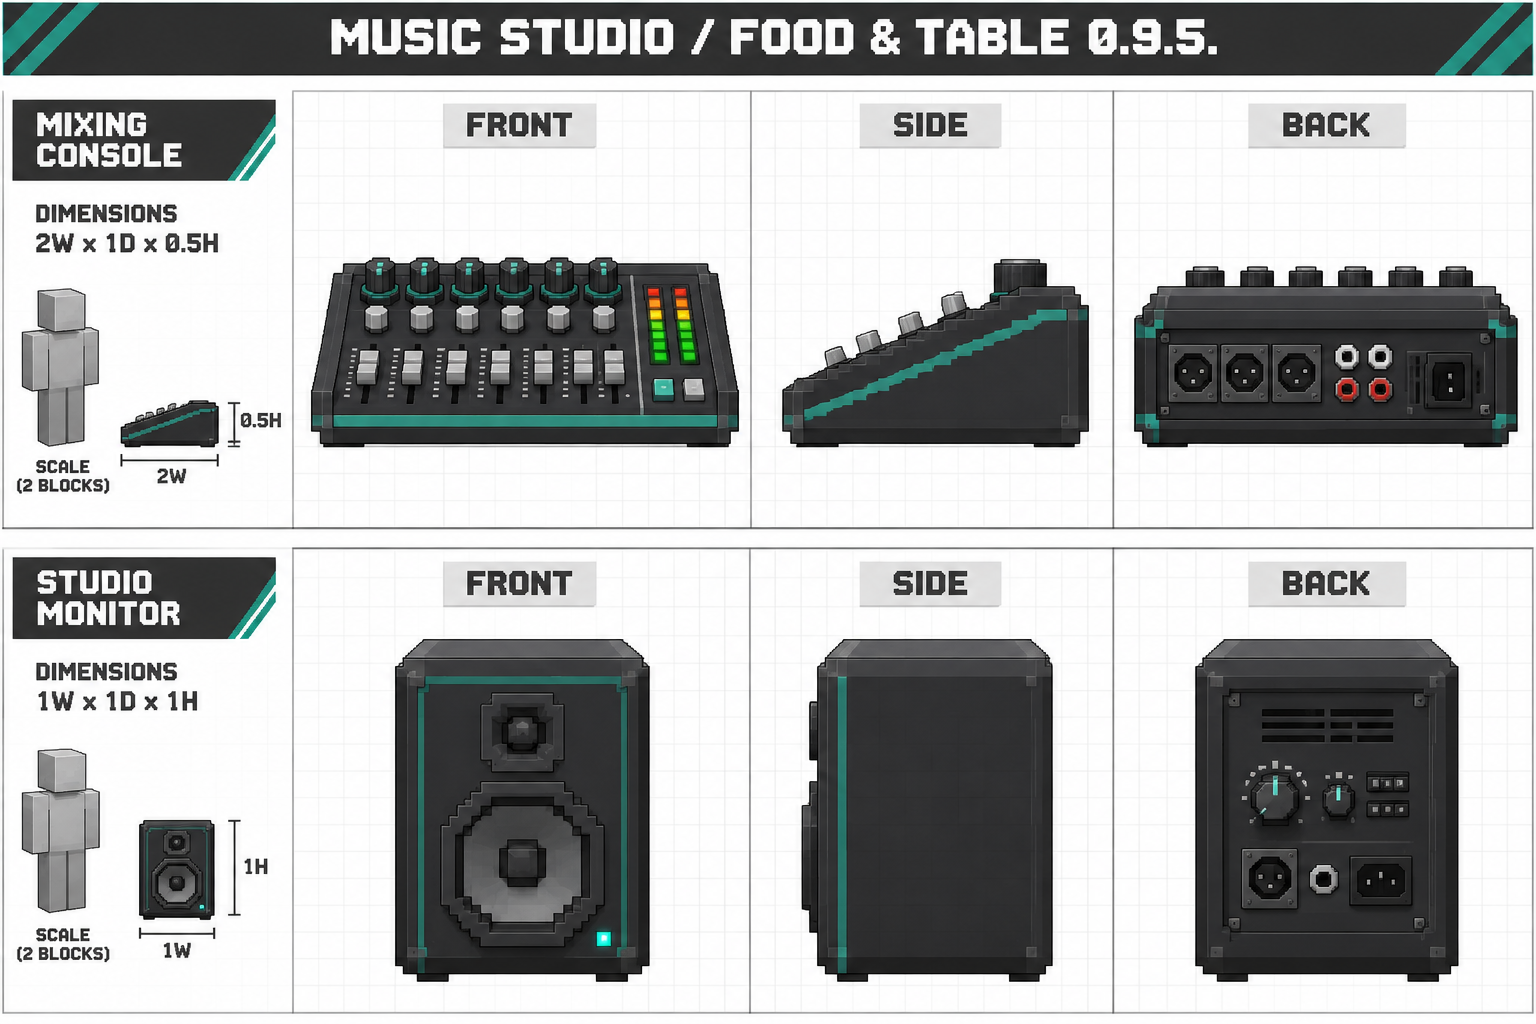 MUSIC STUDIO / FOOD & TABLE 0.9.5.
MIXING
CONSOLE
DIMENSIONS
2W x 1D x 0.5H
0.5H
2W
SCALE
(2 BLOCKS)
FRONT
SIDE
BACK
STUDIO
MONITOR
DIMENSIONS
1W x 1D x 1H
1H
1W
SCALE
(2 BLOCKS)
FRONT
SIDE
BACK